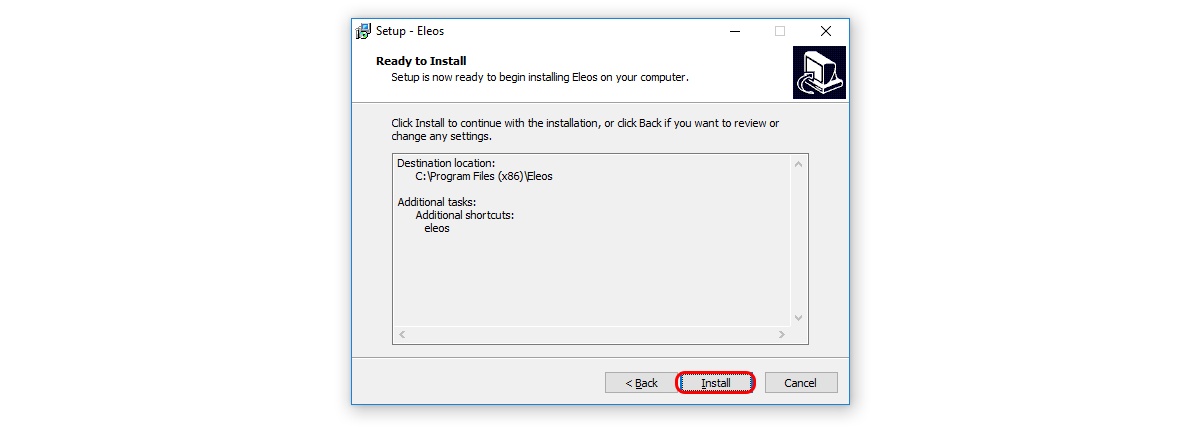 Setup - Eleos
Ready to Install
Setup is now ready to begin installing Eleos on your computer.
Click Install to continue with the installation, or click Back if you want to review or
change any settings.
Destination location:
C:\Program Files (x86)\Eleos
Additional tasks:
Additional shortcuts:
eleos
< Back Install Cancel